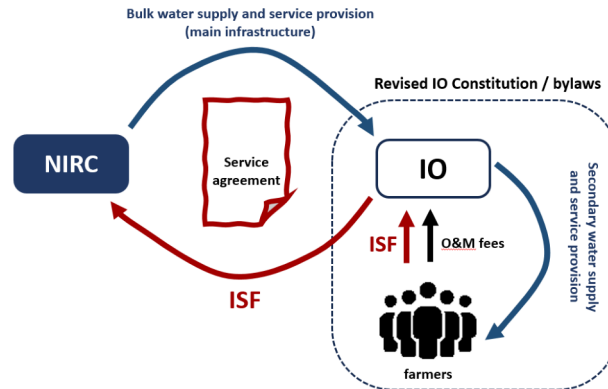 Bulk water supply and service provision
(main infrastructure)
Revised IO Constitution / bylaws
NIRC
Service
agreement
IO
Secondary water supply
and service provision
ISF
O&M fees
ISF
farmers